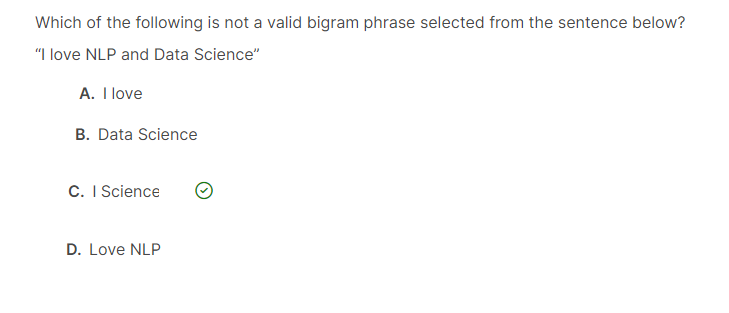 Which of the following is not a valid bigram phrase selected from the sentence below?
“I love NLP and Data Science”
A. I love
B. Data Science
C. I Science
D. Love NLP